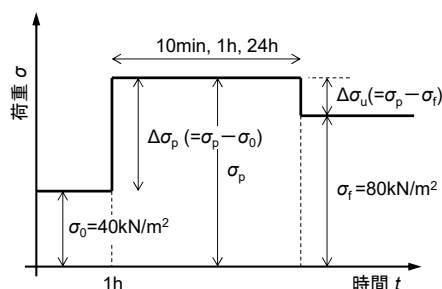 10min, 1h, 24h
荷重 σ
Δσu(=σp−σf)
Δσp (=σp−σ0)
σp
σf=80kN/m²
σ0=40kN/m²
1h
時間 t